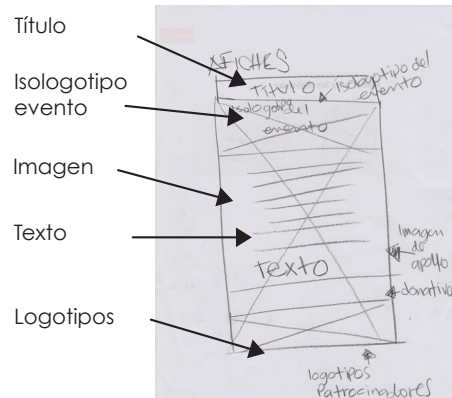 Título
Isologotipo
evento
Imagen
Texto
Logotipos
AFICHES
Título
isologotipo del
evento
Isologotipo del
evento
texto
Imagen
de
apoyo
donativo
logotipos
Patrocinadores